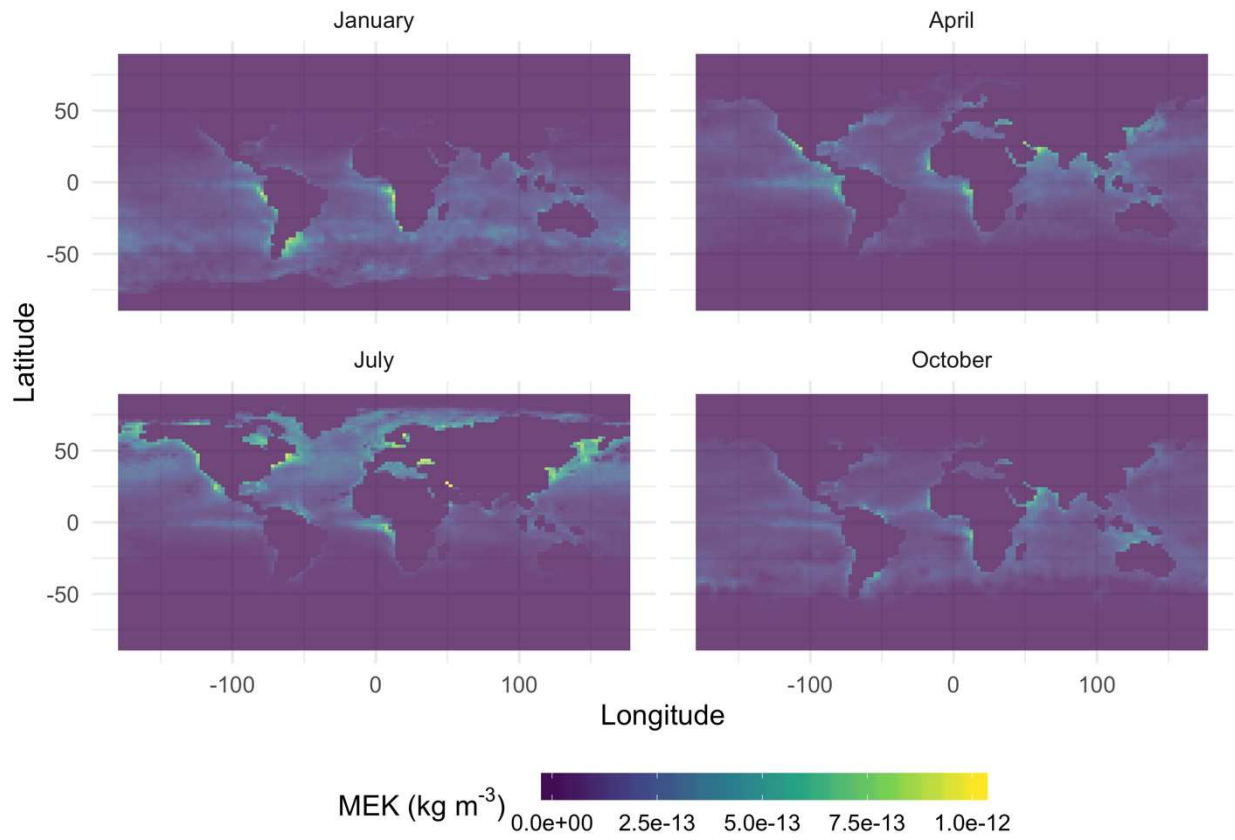 January
April
50
0
-50
July
October
50
0
-50
-100
0
100
-100
0
100
Latitude
Longitude
MEK (kg m⁻³)
0.0e+00
2.5e-13
5.0e-13
7.5e-13
1.0e-12